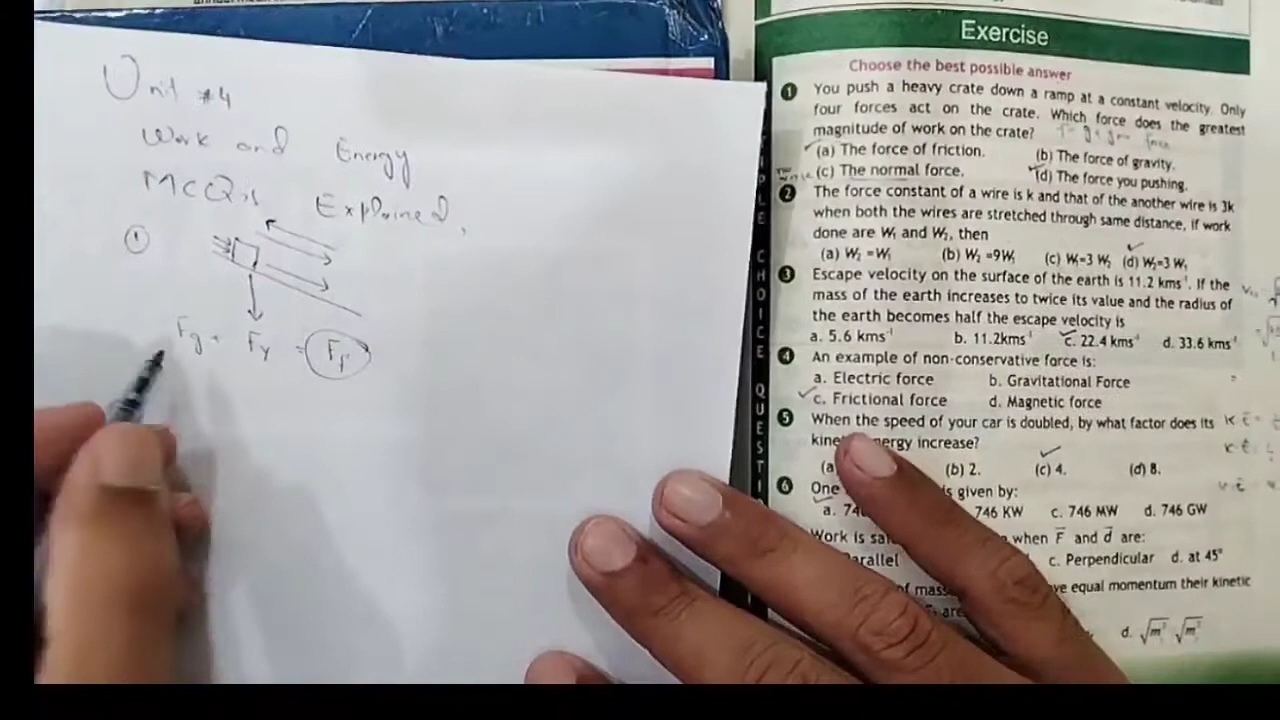 Unit #4
Work and Energy
MCQ,s Explained,
①
Fg
Exercise
Choose the best possible answer
1 You push a heavy crate down a ramp at a constant velocity. Only
four forces act on the crate. Which force does the greatest
magnitude of work on the crate?
(a) The force of friction. (b) The force of gravity.
(c) The normal force. (d) The force you pushing.
2 The force constant of a wire is k and that of the another wire is 3k
when both the wires are stretched through same distance, if work
done are W₁ and W₂, then
(a) W₂ =W₁ (b) W₂ =9W₁ (c) W₁=3 W₂ (d) W₂=3 W₁
3 Escape velocity on the surface of the earth is 11.2 kms⁻¹. If the
mass of the earth increases to twice its value and the radius of
the earth becomes half the escape velocity is
a. 5.6 kms⁻¹ b. 11.2kms⁻¹ c. 22.4 kms⁻¹ d. 33.6 kms⁻¹
4 An example of non-conservative force is:
a. Electric force b. Gravitational Force
c. Frictional force d. Magnetic force
5 When the speed of your car is doubled, by what factor does its
energy increase?
(b) 2. (c) 4. (d) 8.
6 One is given by:
a. 746 KW c. 746 MW d. 746 GW
Work is when F⃗ and d⃗ are:
c. Perpendicular d. at 45°
of mass equal momentum their kinetic
are
d.
MULTIPLE CHOICE QUESTI